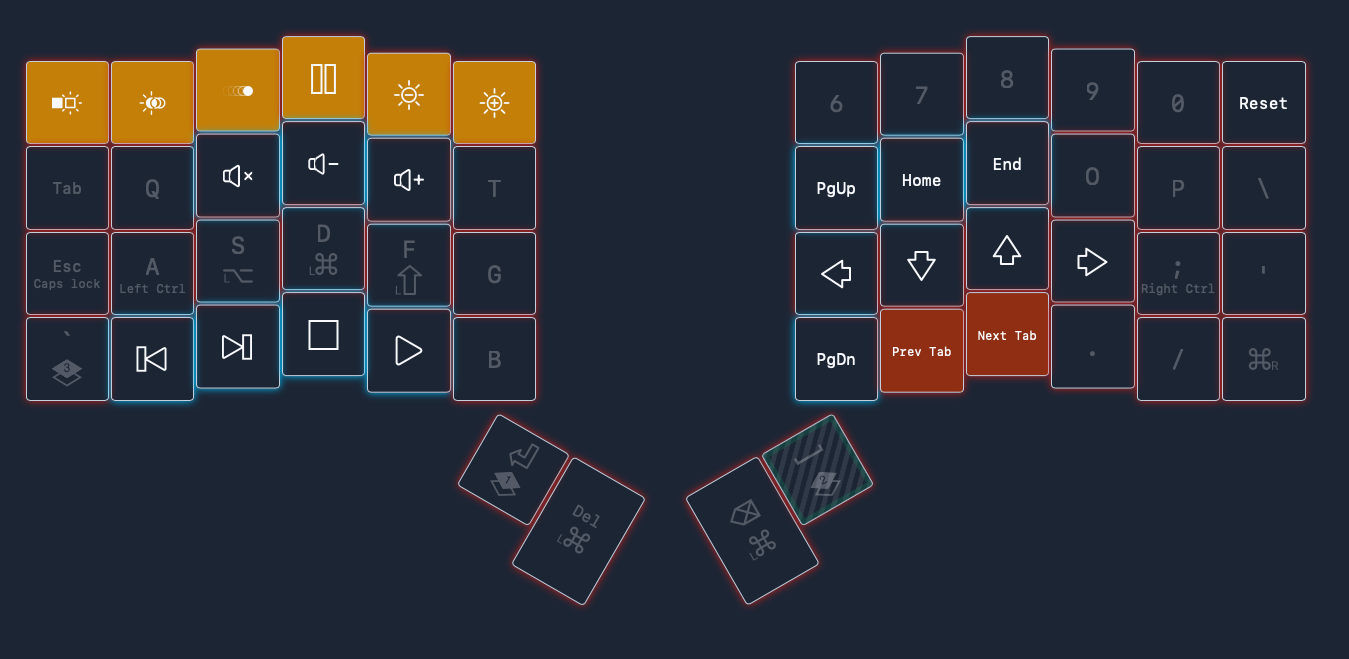 6
7
8
9
0
Reset
Tab
Q
T
PgUp
Home
End
O
P
\
Esc
Caps lock
A
Left Ctrl
S
D
L
F
L
G
;
Right Ctrl
'
`
3
B
PgDn
Prev Tab
Next Tab
.
/
R
1
Del
L
L
2